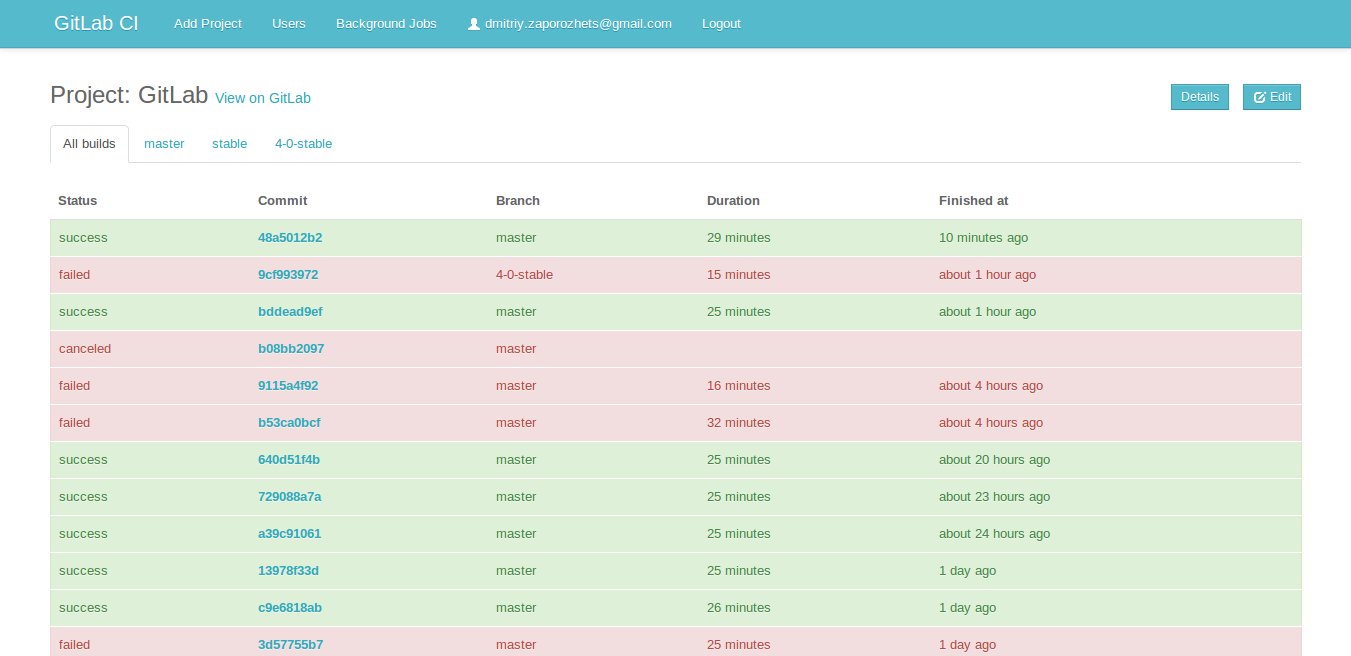 GitLab CI Add Project Users Background Jobs dmitriy.zaporozhets@gmail.com Logout
Project: GitLab View on GitLab Details Edit
All builds master stable 4-0-stable
Status Commit Branch Duration Finished at
success 48a5012b2 master 29 minutes 10 minutes ago
failed 9cf993972 4-0-stable 15 minutes about 1 hour ago
success bddead9ef master 25 minutes about 1 hour ago
canceled b08bb2097 master
failed 9115a4f92 master 16 minutes about 4 hours ago
failed b53ca0bcf master 32 minutes about 4 hours ago
success 640d51f4b master 25 minutes about 20 hours ago
success 729088a7a master 25 minutes about 23 hours ago
success a39c91061 master 25 minutes about 24 hours ago
success 13978f33d master 25 minutes 1 day ago
success c9e6818ab master 26 minutes 1 day ago
failed 3d57755b7 master 25 minutes 1 day ago